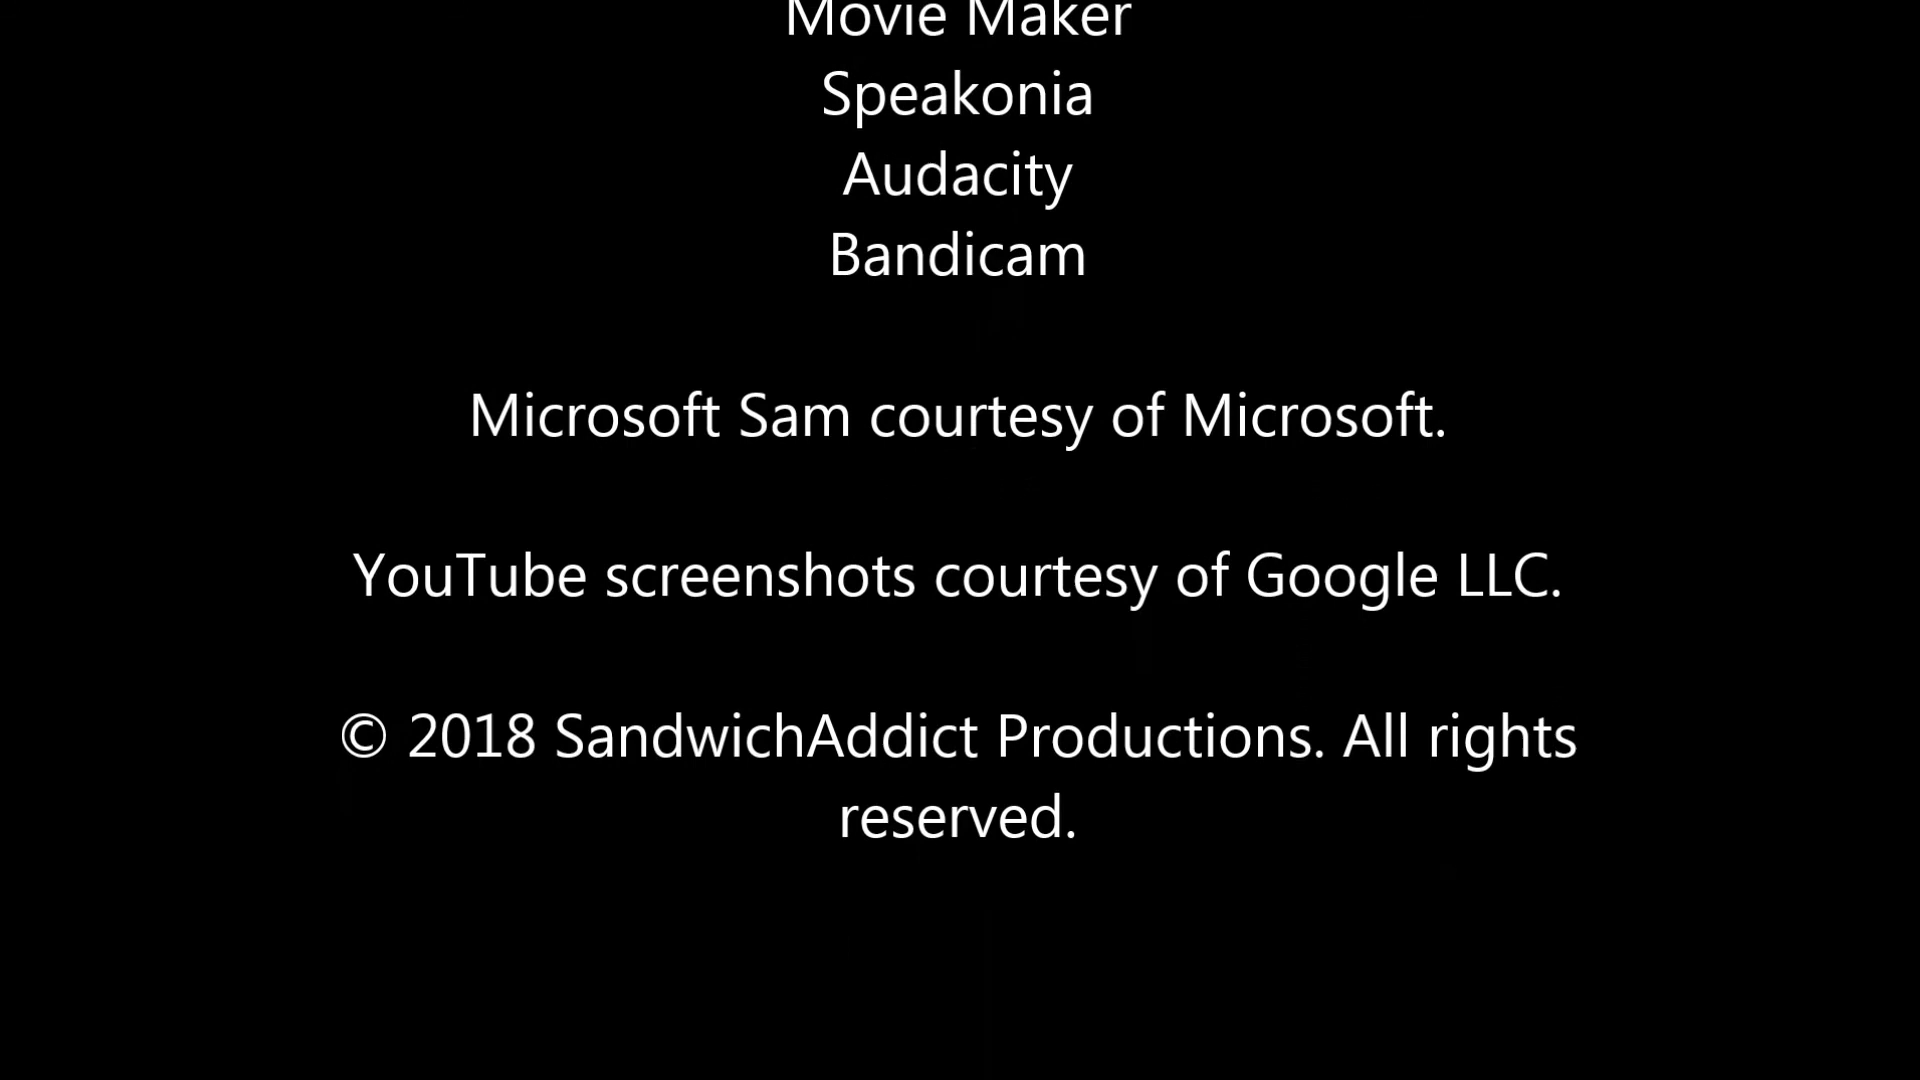 Movie Maker
Speakonia
Audacity
Bandicam
Microsoft Sam courtesy of Microsoft.
YouTube screenshots courtesy of Google LLC.
© 2018 SandwichAddict Productions. All rights
reserved.